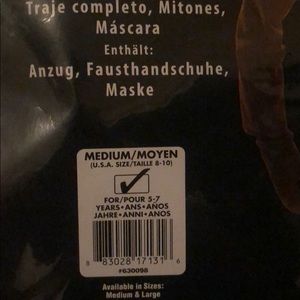 Traje completo, Mitones,
Máscara
Enthält:
Anzug, Fausthandschuhe,
Maske
MEDIUM/MOYEN
(U.S.A. SIZE/TAILLE 8-10)
FOR/POUR 5-7
YEARS•ANS•AÑOS
JAHRE•ANNI•ANOS
8 83028 17131 6
#630098
Available in Sizes:
Medium & Large